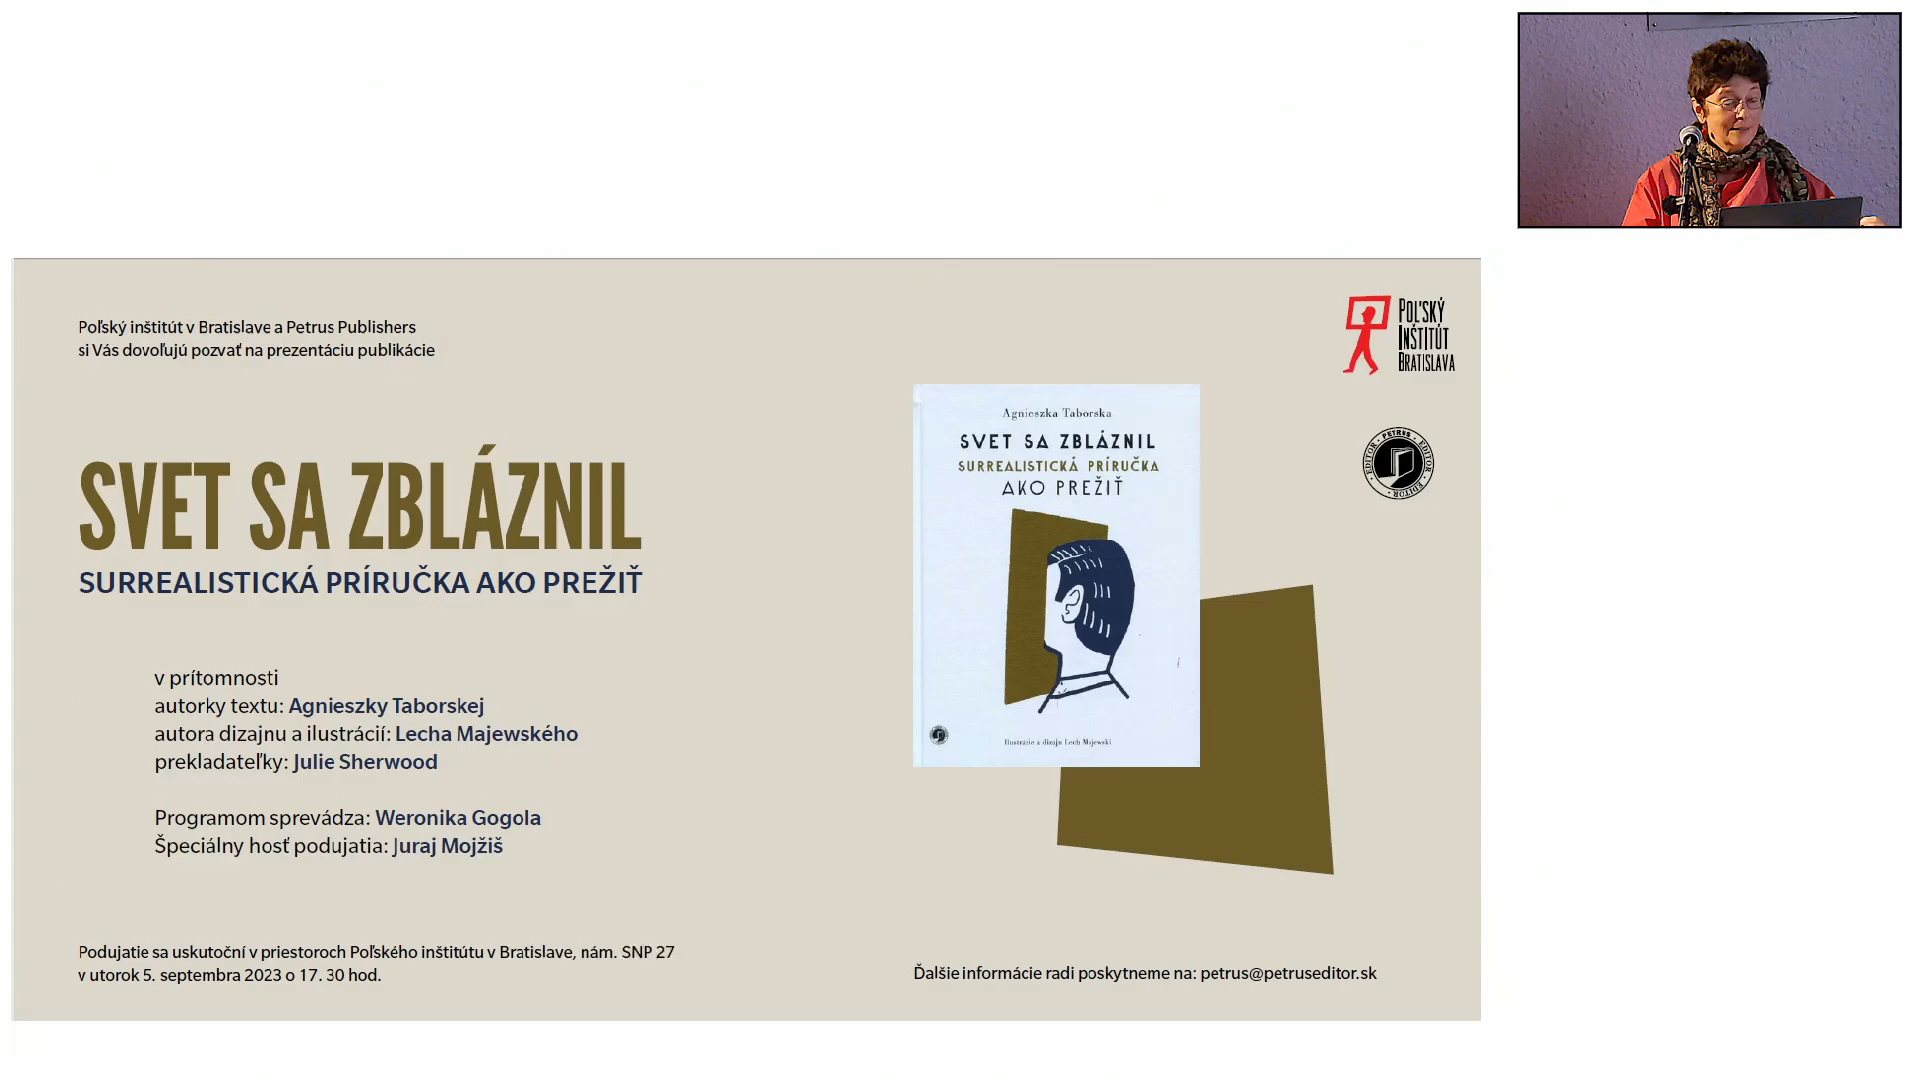 Poľský inštitút v Bratislave a Petrus Publishers
si Vás dovoľujú pozvať na prezentáciu publikácie
SVET SA ZBLÁZNIL
SURREALISTICKÁ PRÍRUČKA AKO PREŽIŤ
v prítomnosti
autorky textu: Agnieszky Taborskej
autora dizajnu a ilustrácií: Lecha Majewského
prekladateľky: Julie Sherwood
Programom sprevádza: Weronika Gogola
Špeciálny hosť podujatia: Juraj Mojžiš
Podujatie sa uskutoční v priestoroch Poľského inštitútu v Bratislave, nám. SNP 27
v utorok 5. septembra 2023 o 17. 30 hod.
Agnieszka Taborska
SVET SA ZBLÁZNIL
SURREALISTICKÁ PRÍRUČKA
AKO PREŽIŤ
Ilustrácie a dizajn Lech Majewski
POĽSKÝ
INŠTITÚT
BRATISLAVA
PETRUS · EDITOR · EDITOR · EDITOR
Ďalšie informácie radi poskytneme na: petrus@petruseditor.sk